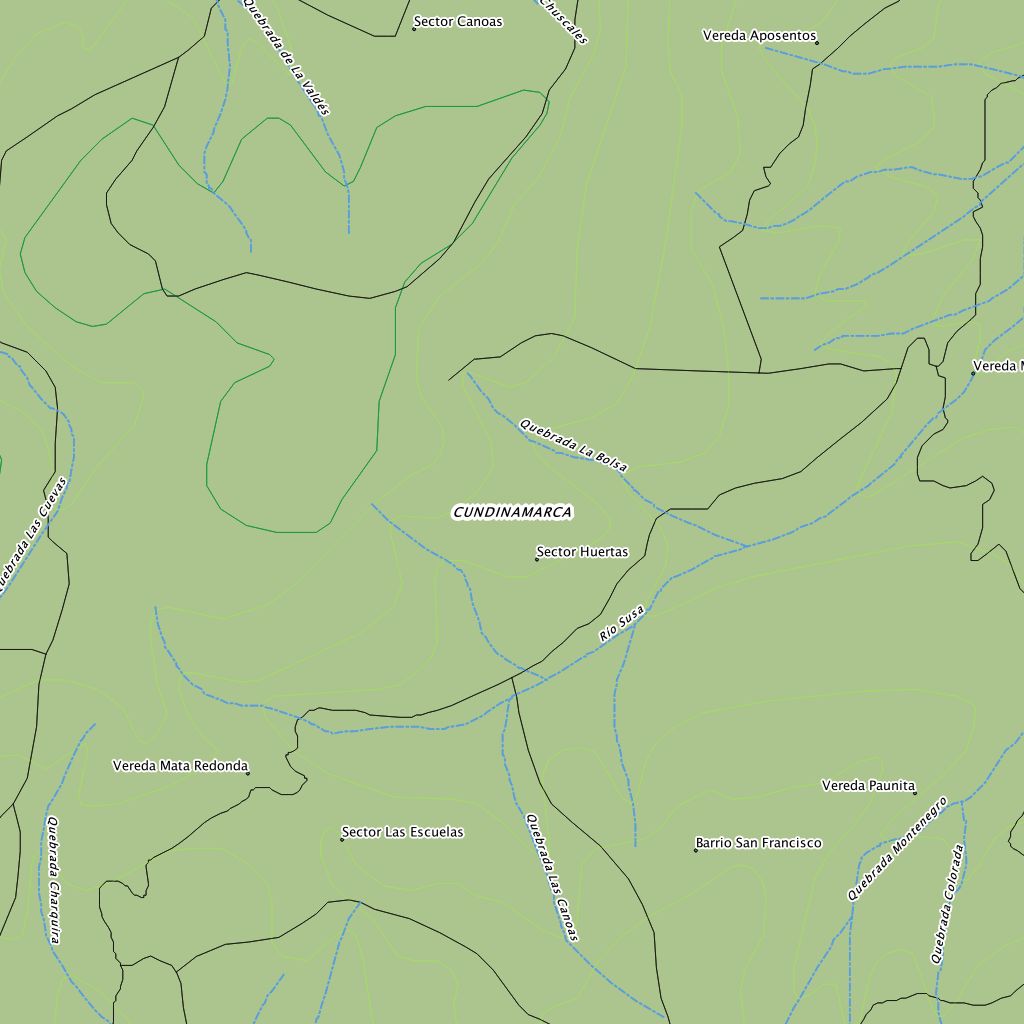 Sector Canoas
Chuscales
Vereda Aposentos
Quebrada de La Valdés
Vereda M
Quebrada La Bolsa
Quebrada Las Cuevas
CUNDINAMARCA
Sector Huertas
Río Susa
Vereda Mata Redonda
Vereda Paunita
Quebrada Montenegro
Sector Las Escuelas
Barrio San Francisco
Quebrada Charquira
Quebrada Las Canoas
Quebrada Colorada